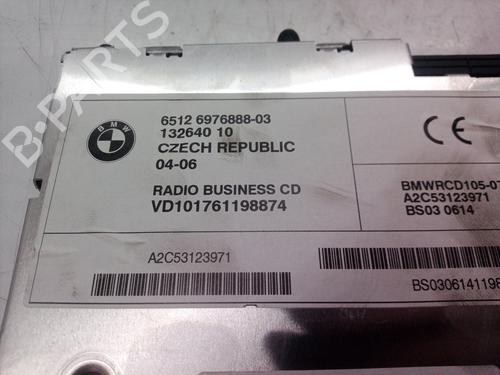 BMW
6512 6976888-03
132640 10
CZECH REPUBLIC
04-06
RADIO BUSINESS CD
VD101761198874
CE
BMWRCD105-07
A2C53123971
BS03 0614
A2C53123971
BS0306141198
B-PARTS